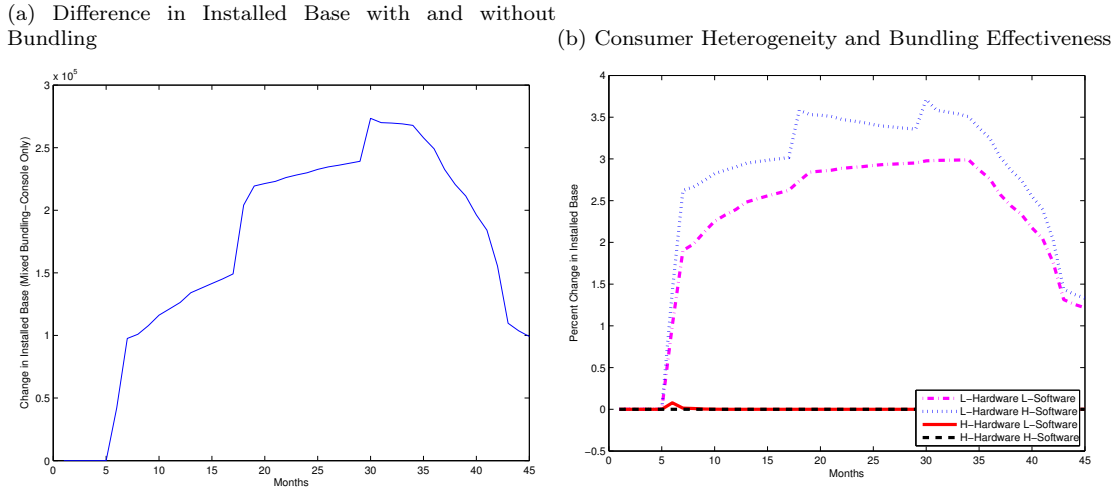 (a) Difference in Installed Base with and without
Bundling
(b) Consumer Heterogeneity and Bundling Effectiveness
x 10^5
3
2.5
2
1.5
1
0.5
0
0 5 10 15 20 25 30 35 40 45
Months
Change in Installed Base (Mixed Bundling−Console Only)
4
3.5
3
2.5
2
1.5
1
0.5
0
−0.5
0 5 10 15 20 25 30 35 40 45
Months
Percent Change in Installed Base
L−Hardware L−Software
L−Hardware H−Software
H−Hardware L−Software
H−Hardware H−Software